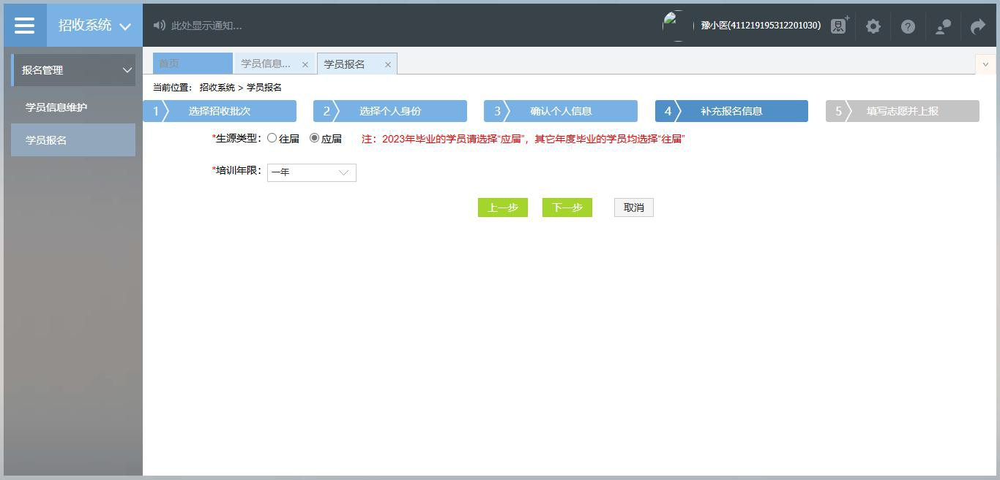 招收系统
此处显示通知...
豫小医(411219195312201030)
报名管理
学员信息维护
学员报名
首页
学员信息...
学员报名
当前位置： 招收系统 > 学员报名
1 选择招收批次
2 选择个人身份
3 确认个人信息
4 补充报名信息
5 填写志愿并上报
*生源类型：往届 应届 注：2023年毕业的学员请选择“应届”，其它年度毕业的学员均选择“往届”
*培训年限：一年
上一步 下一步 取消